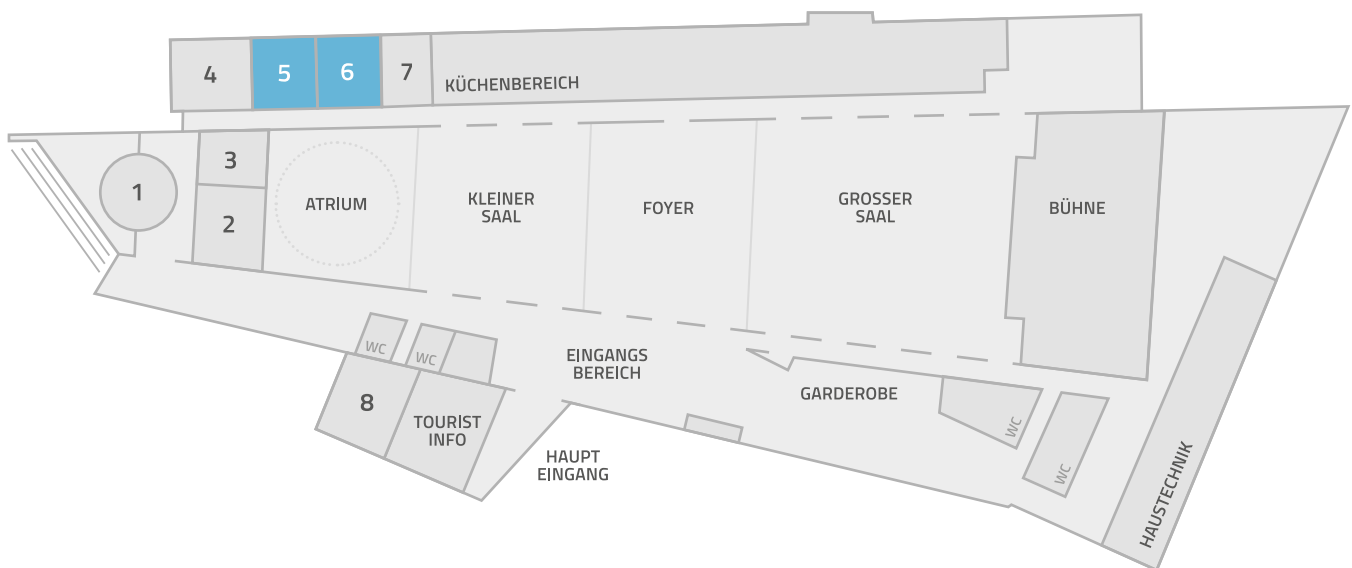 4
5
6
7
KÜCHENBEREICH
1
3
2
ATRIUM
KLEINER
SAAL
FOYER
GROSSER
SAAL
BÜHNE
WC
WC
8
TOURIST
INFO
EINGANGS
BEREICH
HAUPT
EINGANG
GARDEROBE
WC
WC
HAUSTECHNIK